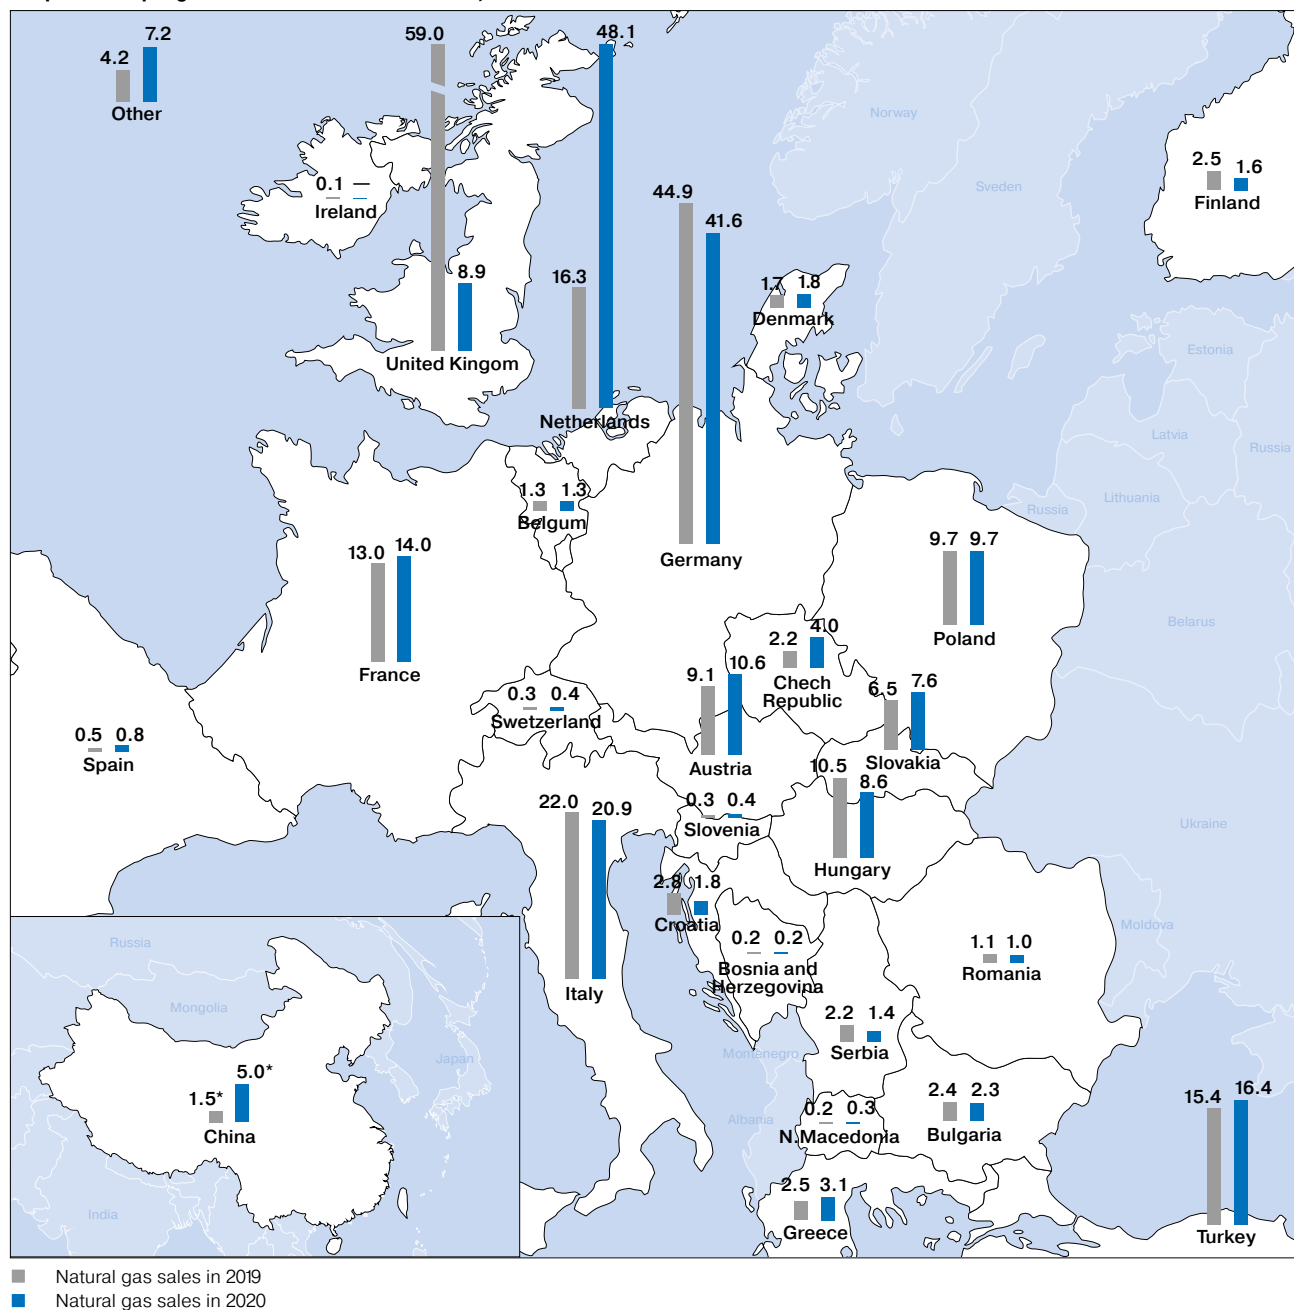 4.2 7.2
Other
59.0
8.9
United Kingom
0.1 —
Ireland
16.3
48.1
Netherlands
44.9
41.6
Germany
1.7 1.8
Denmark
Norway
Sveden
2.5 1.6
Finland
Estonia
Latvia
Russia
Lithuania
Russia
Belarus
Ukraine
Moldova
1.3 1.3
Belgum
13.0 14.0
France
9.7 9.7
Poland
2.2 4.0
Chech
Republic
9.1 10.6
Austria
6.5 7.6
Slovakia
0.3 0.4
Swetzerland
0.5 0.8
Spain
10.5
8.6
Hungary
0.3 0.4
Slovenia
22.0 20.9
Italy
2.8 1.8
Croatia
0.2 0.2
Bosnia and
Herzegovina
1.1 1.0
Romania
2.2 1.4
Serbia
Montenegro
Albania
0.2 0.3
N.Macedonia
2.4 2.3
Bulgaria
2.5 3.1
Greece
15.4 16.4
Turkey
Russia
Mongolia
Japan
1.5* 5.0*
China
India
Natural gas sales in 2019
Natural gas sales in 2020